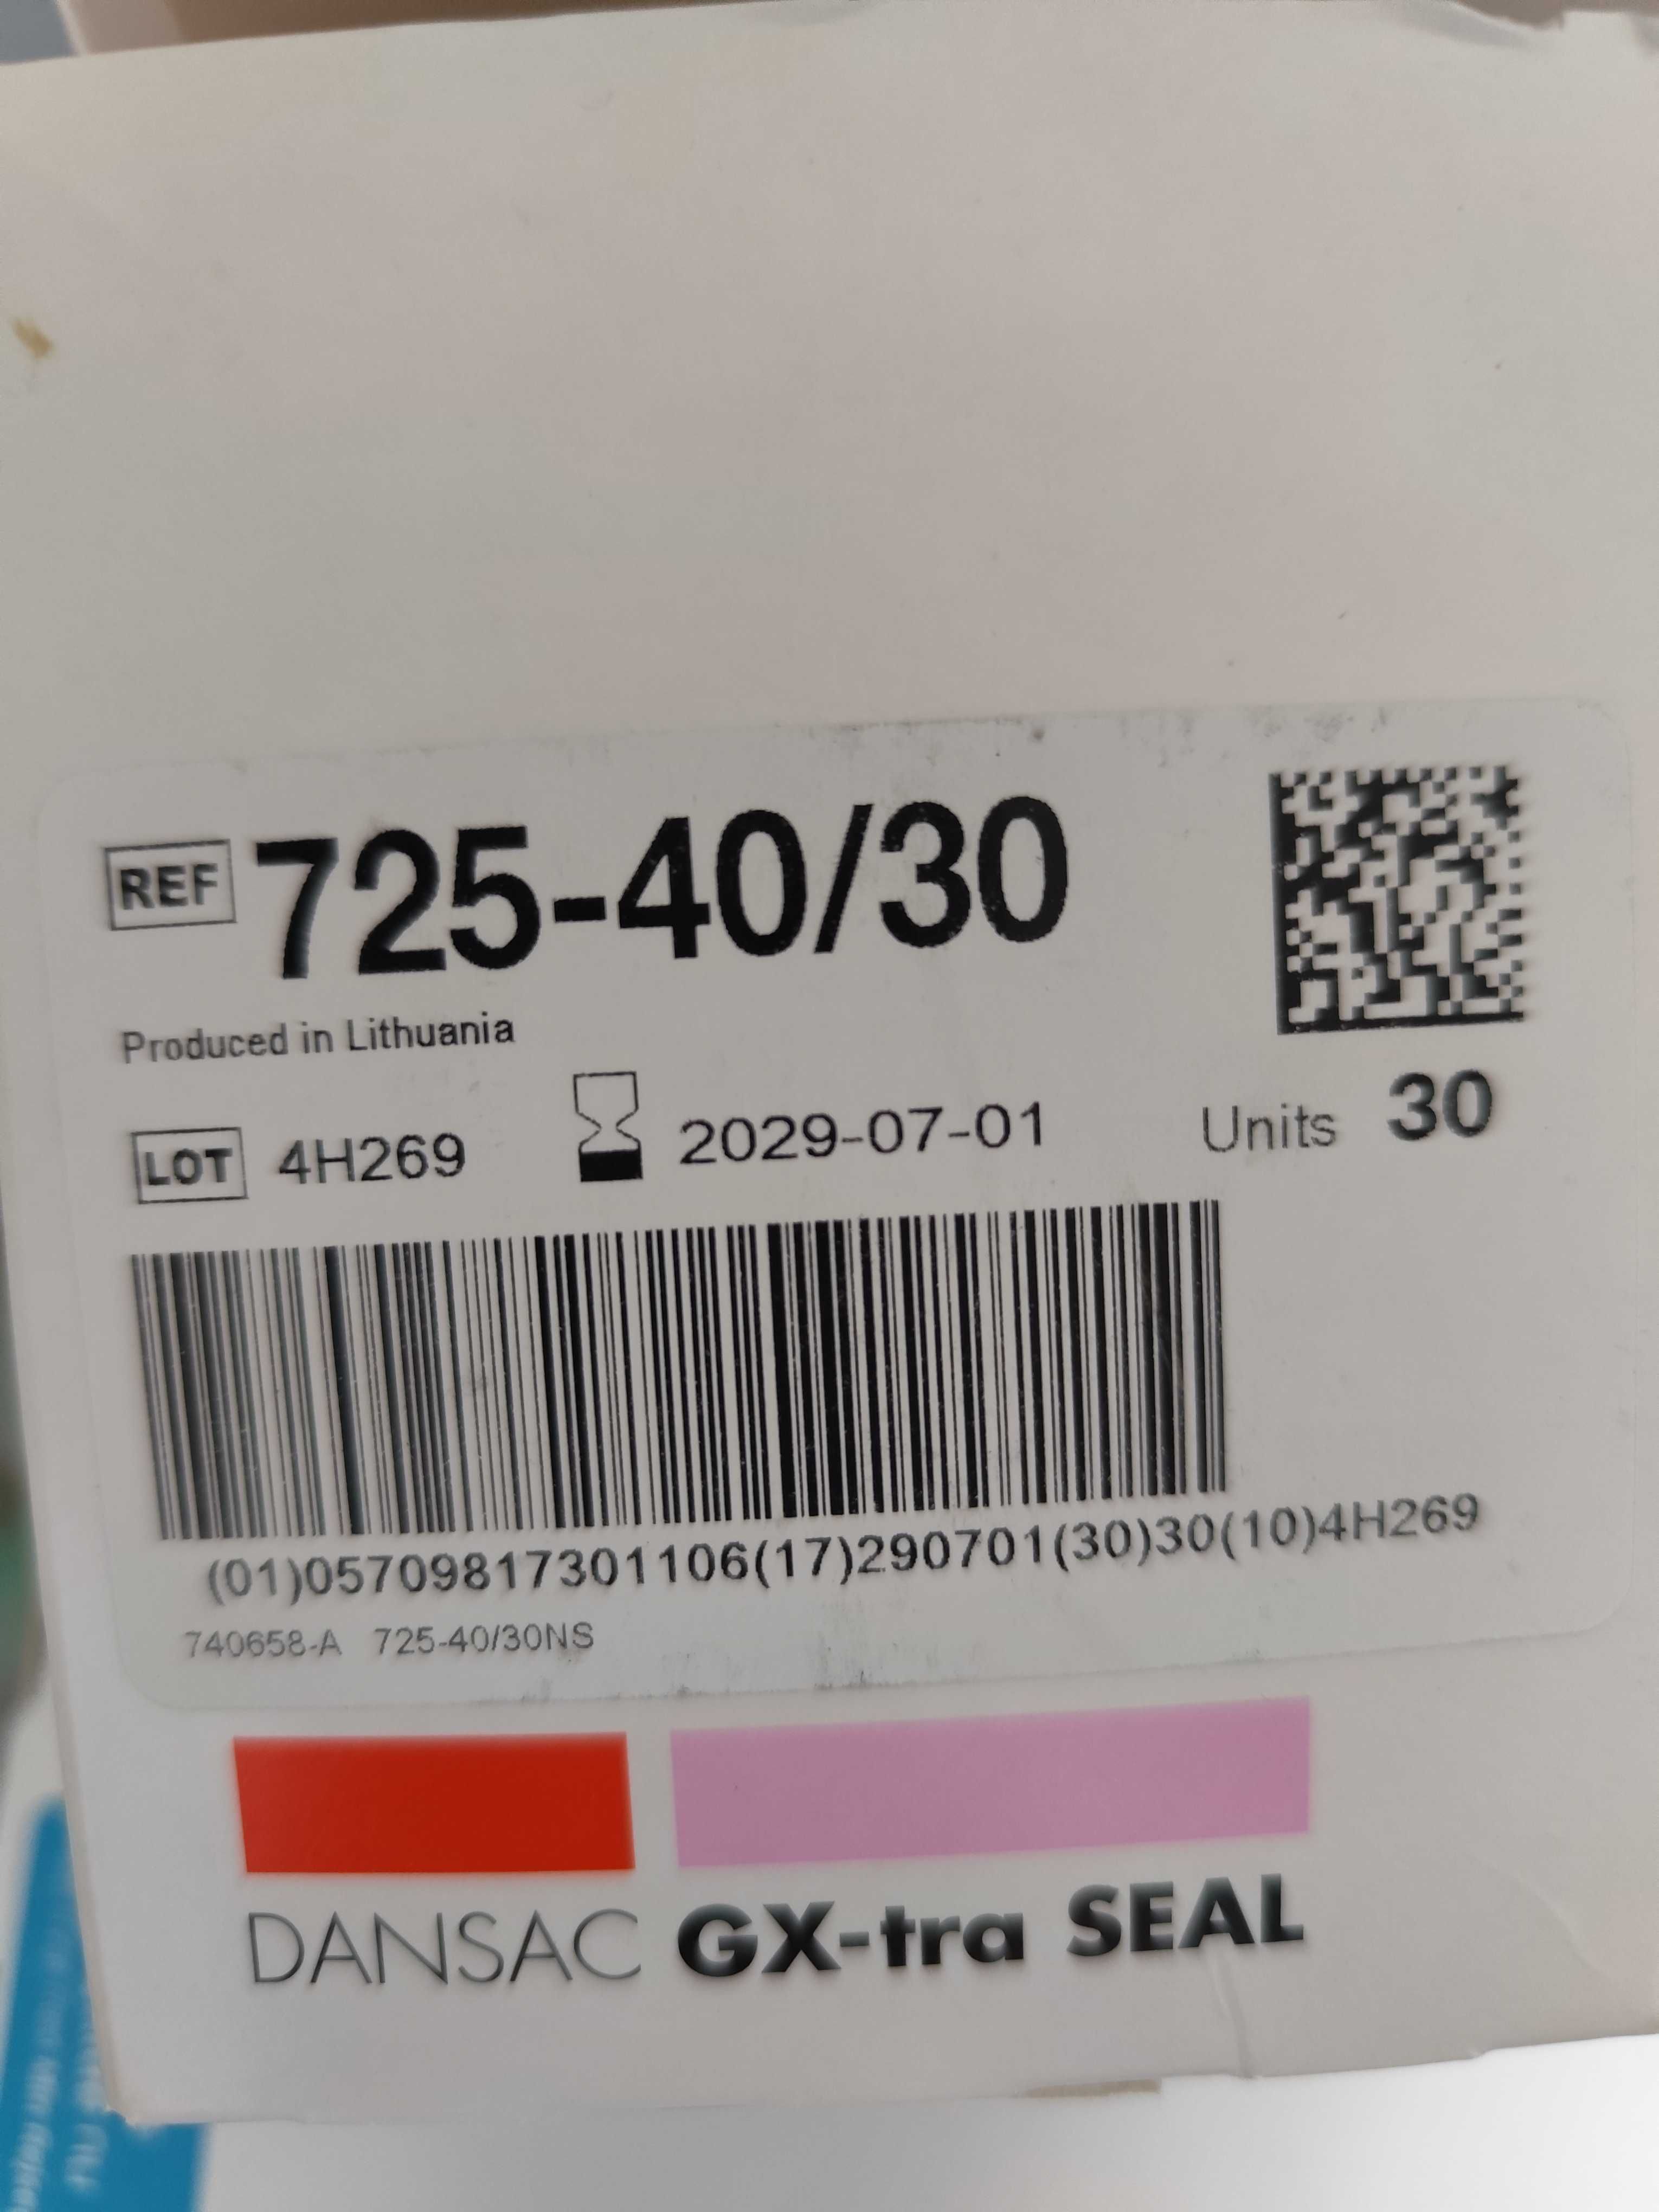 REF 725-40/30
Produced in Lithuania
LOT 4H269 2029-07-01 Units 30
(01)05709817301106(17)290701(30)30(10)4H269
740658-A 725-40/30NS
DANSAC GX-tra SEAL